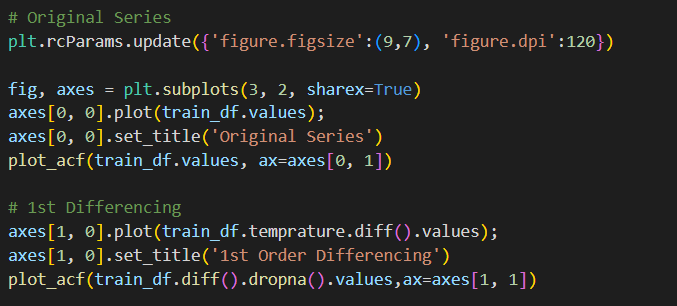 # Original Series
plt.rcParams.update({'figure.figsize':(9,7), 'figure.dpi':120})
fig, axes = plt.subplots(3, 2, sharex=True)
axes[0, 0].plot(train_df.values);
axes[0, 0].set_title('Original Series')
plot_acf(train_df.values, ax=axes[0, 1])
# 1st Differencing
axes[1, 0].plot(train_df.temprature.diff().values);
axes[1, 0].set_title('1st Order Differencing')
plot_acf(train_df.diff().dropna().values,ax=axes[1, 1])